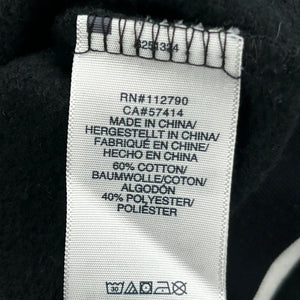 RN#112790
CA#57414
MADE IN CHINA/
HERGESTELLT IN CHINA/
FABRIQUÉ EN CHINE/
HECHO EN CHINA
60% COTTON/
BAUMWOLLE/COTON/
ALGODÓN
40% POLYESTER/
POLIÉSTER
30